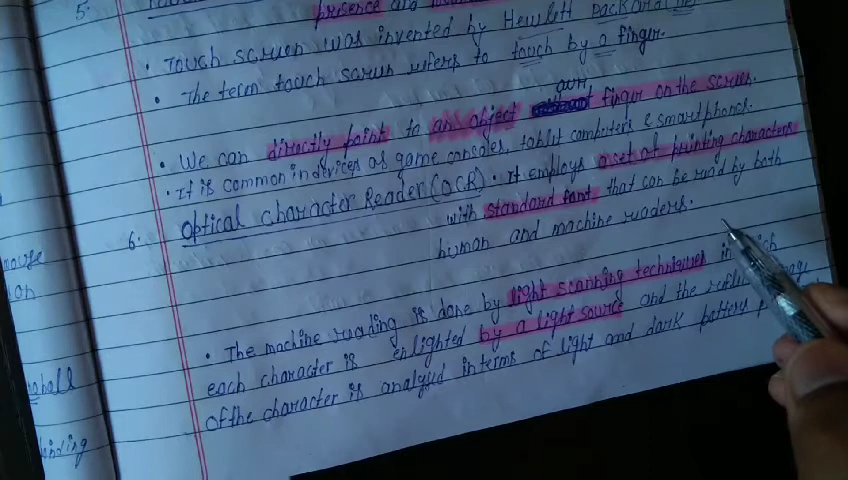 5.
presence and
• Touch screen was invented by Hewlett Packard
• The term touch screen refers to touch by a finger.
• We can directly point to an object our finger on the screen.
• It is common in devices as game consoles, tablet computers & smartphones.
6. Optical Character Reader (OCR) • It employs a set of printing characters
with standard font that can be read by both
human and machine readers.
• The machine reading is done by light scanning techniques in which
each character is enlighted by a light source and the
of the character is analyzed in terms of light and dark pattern
mouse
on